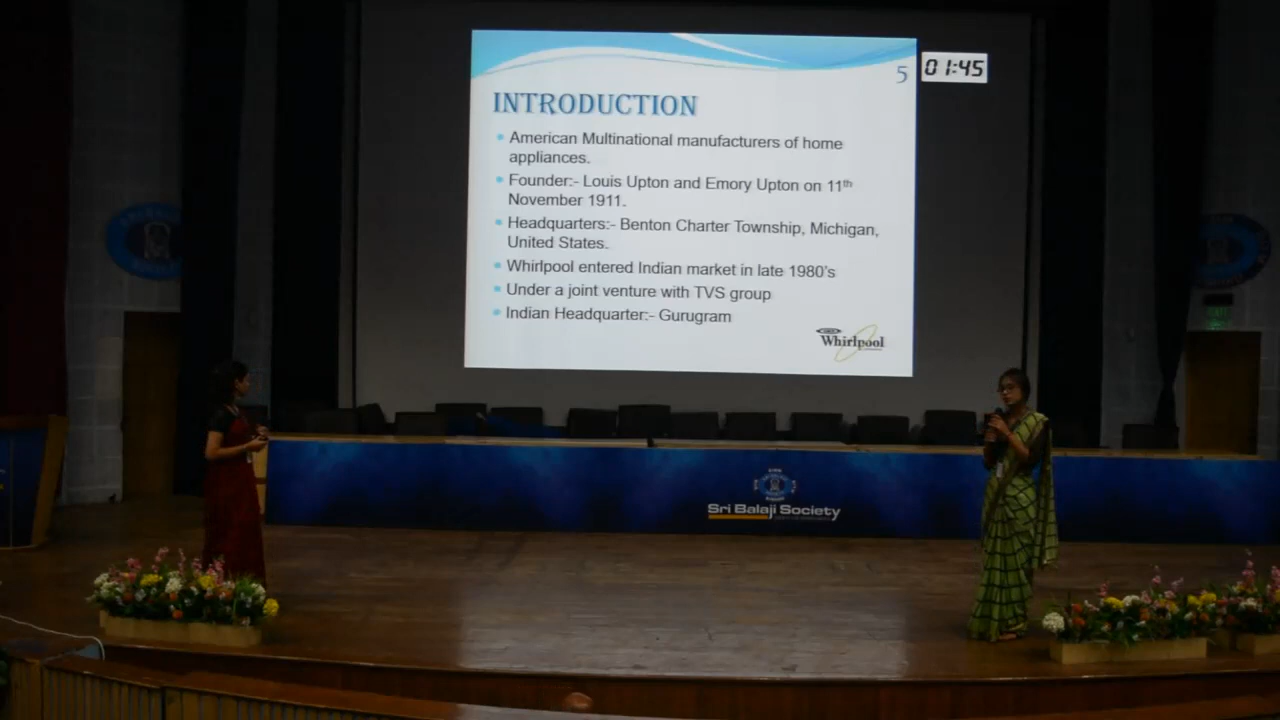 5
01:45
INTRODUCTION
American Multinational manufacturers of home
appliances.
Founder:- Louis Upton and Emory Upton on 11th
November 1911.
Headquarters:- Benton Charter Township, Michigan,
United States.
Whirlpool entered Indian market in late 1980's
Under a joint venture with TVS group
Indian Headquarter:- Gurugram
Whirlpool
Sri Balaji Society